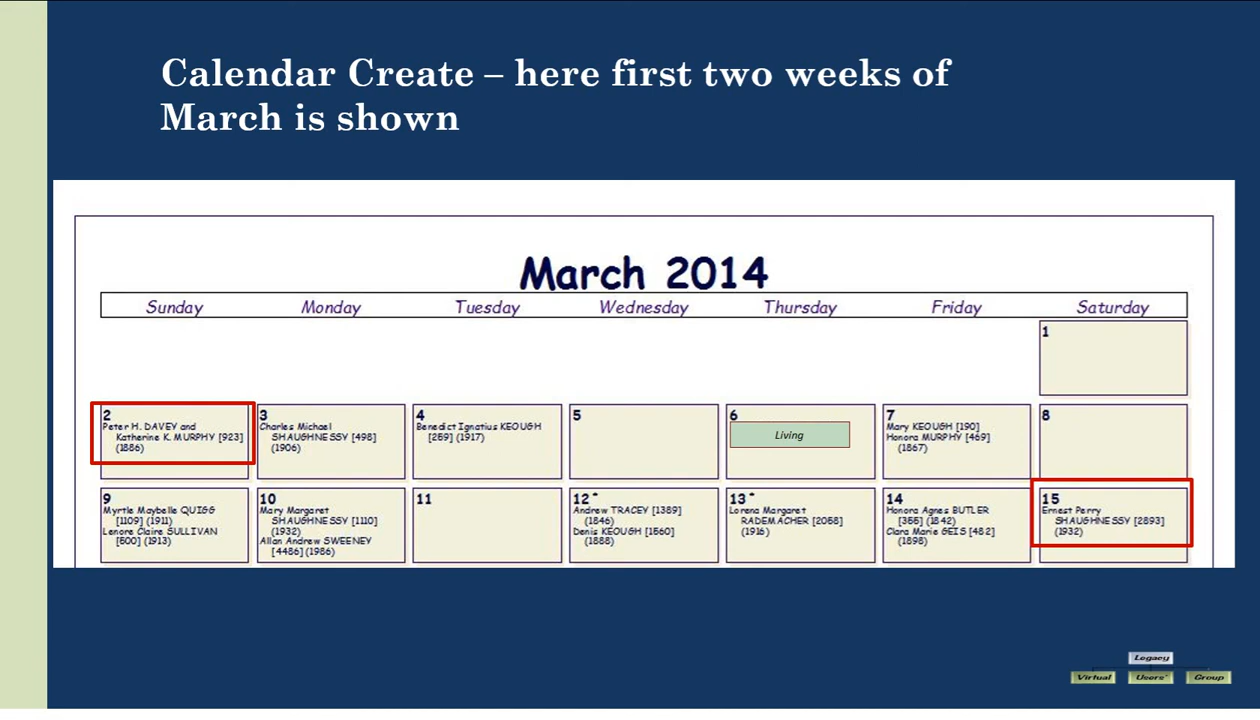 Calendar Create – here first two weeks of
March is shown
March 2014
Sunday Monday Tuesday Wednesday Thursday Friday Saturday
1
2
Peter H. DAVEY and
Katherine K. MURPHY [923]
(1886)
3
Charles Michael
SHAUGHNESSY [498]
(1906)
4
Benedict Ignatius KEOUGH
[259] (1917)
5
6
Living
7
Mary KEOUGH [190]
Honora MURPHY [469]
(1867)
8
9
Myrtle Maybelle QUIGG
[1109] (1911)
Lenore Claire SULLIVAN
[500] (1913)
10
Mary Margaret
SHAUGHNESSY [1110]
(1932)
Allan Andrew SWEENEY
[4486] (1986)
11
12 *
Andrew TRACEY [1389]
(1846)
Denis KEOUGH [1560]
(1888)
13 *
Lorena Margaret
RADEMACHER [2058]
(1916)
14
Honora Agnes BUTLER
[355] (1842)
Clara Marie GEIS [482]
(1898)
15
Ernest Perry
SHAUGHNESSY [2893]
(1932)
Legacy
Virtual Users' Group